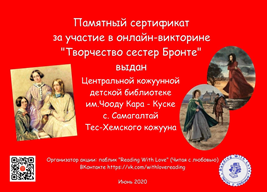 Памятный сертификат
за участие в онлайн-викторине
"Творчество сестер Бронте"
выдан
Центральной кожуунной
детской библиотеке
им.Чооду Кара - Куске
с. Самагалтай
Тес-Хемского кожууна
Организатор акции: паблик "Reading With Love" (Читая с любовью)
ВКонтакте https://vk.com/withlovereading
Июнь 2020